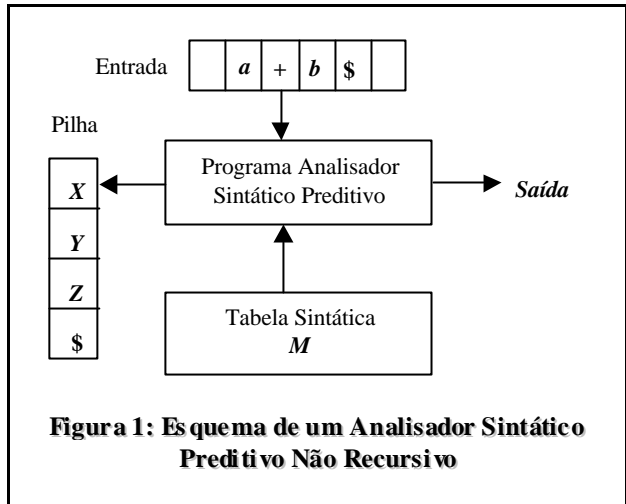 Entrada a + b $
Pilha
X
Y
Z
$
Programa Analisador
Sintático Preditivo
Saída
Tabela Sintática
M
Figura 1: Esquema de um Analisador Sintático
Preditivo Não Recursivo